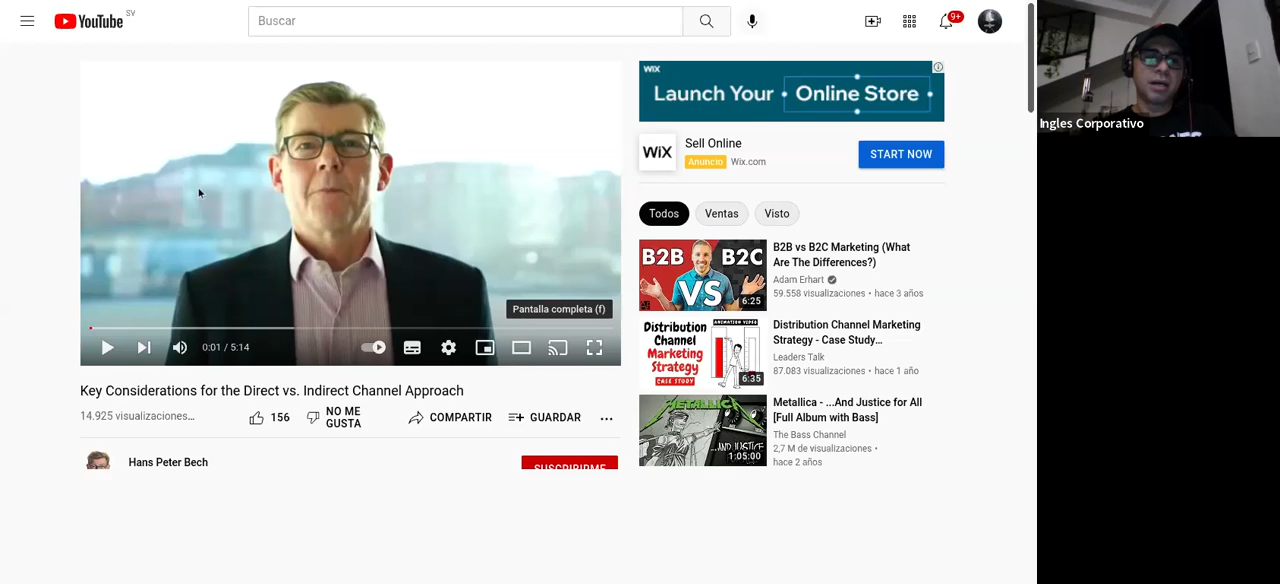 YouTube SV
Buscar
9+
Pantalla completa (f)
0:01 / 5:14
Key Considerations for the Direct vs. Indirect Channel Approach
14.925 visualizaciones…
156
NO ME
GUSTA
COMPARTIR
GUARDAR
Hans Peter Bech
SUSCRIBIRME
WIX
Launch Your Online Store
WiX
Sell Online
Anuncio Wix.com
START NOW
Todos
Ventas
Visto
B2B
B2C
VS
6:25
B2B vs B2C Marketing (What
Are The Differences?)
Adam Erhart
59.558 visualizaciones • hace 3 años
Distribution
Channel
Marketing
Strategy
CASE STUDY
ANIMATION VIDEO
6:35
Distribution Channel Marketing
Strategy - Case Study…
Leaders Talk
87.083 visualizaciones • hace 1 año
METALLICA
...AND JUSTICE
1:05:00
Metallica - ...And Justice for All
[Full Album with Bass]
The Bass Channel
2,7 M de visualizaciones •
hace 2 años
Ingles Corporativo